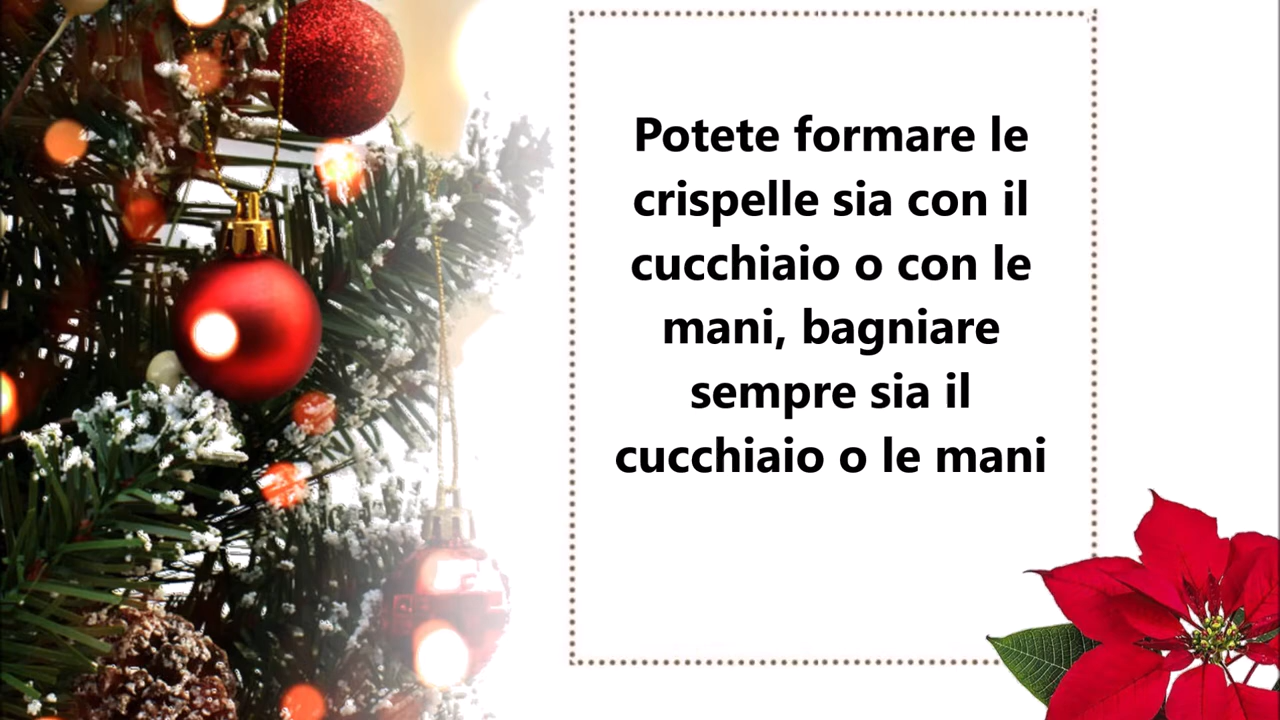 Potete formare le
crispelle sia con il
cucchiaio o con le
mani, bagniare
sempre sia il
cucchiaio o le mani